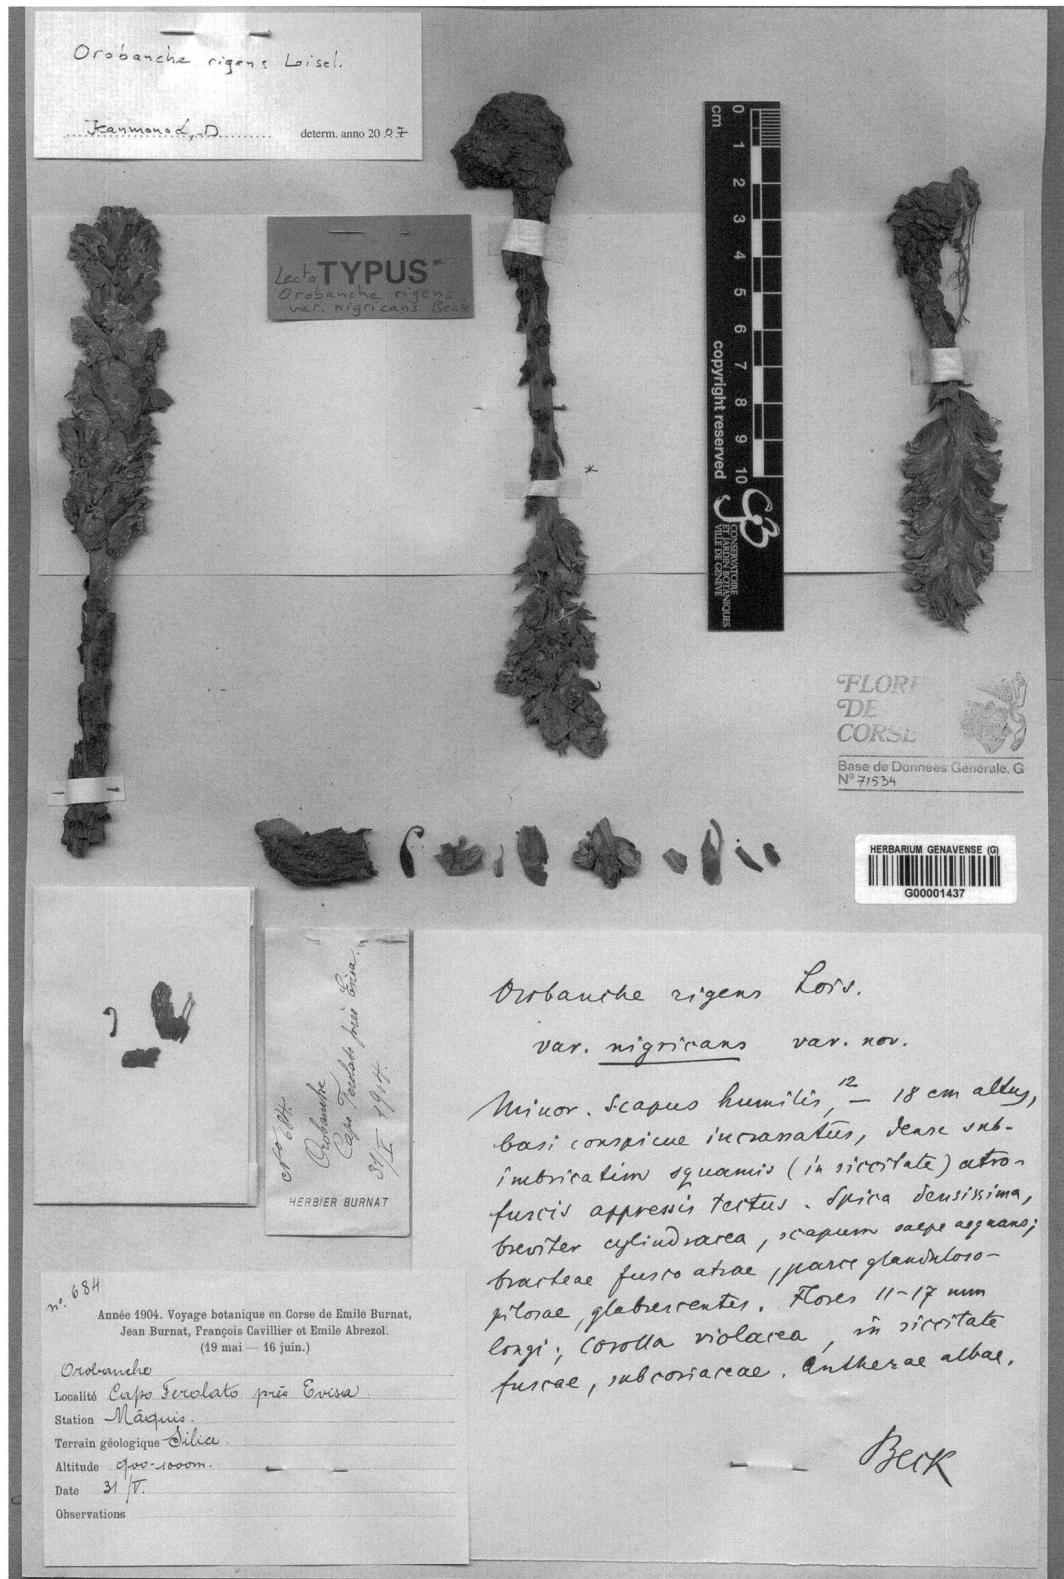 Orobanche rigens Loisel.
Jeanmonod, D. determ. anno 2007
Lecto TYPUS*
Orobanche rigens
var. nigricans Beck
*
0
cm
1
2
3
4
5
6
7
8
9
10
copyright reserved
CONSERVATOIRE
ET JARDIN BOTANIQUES
VILLE DE GENEVE
FLORE
DE
CORSE
Base de Données Générale, G
N° 71534
HERBARIUM GENAVENSE (G)
G00001437
No 684
Orobanche
Capo Ferolato près Evisa
31/V 1904.
HERBIER BURNAT
Orobanche rigens Lois.
var. nigricans var. nov.
Minor. Scapus humilis, 12 – 18 cm altus,
basi conspicue incrassatus, dense sub-
imbricatim squamis (in siccitate) atro-
fuscis appressis tectus. Spica densissima,
breviter cylindracea, scapum saepe aequans;
bracteae fusco atrae, parce glanduloso-
pilosae, glabrescentes. Flores 11-17 mm
longi; corolla violacea, in siccitate
fuscae, subcoriaceae. Antherae albae.
Beck
no. 684
Année 1904. Voyage botanique en Corse de Emile Burnat,
Jean Burnat, François Cavillier et Emile Abrezol.
(19 mai — 16 juin.)
Orobanche
Localité Capo Ferolato près Evisa.
Station Mâquis.
Terrain géologique Silice.
Altitude 900-1000m.
Date 31/V.
Observations